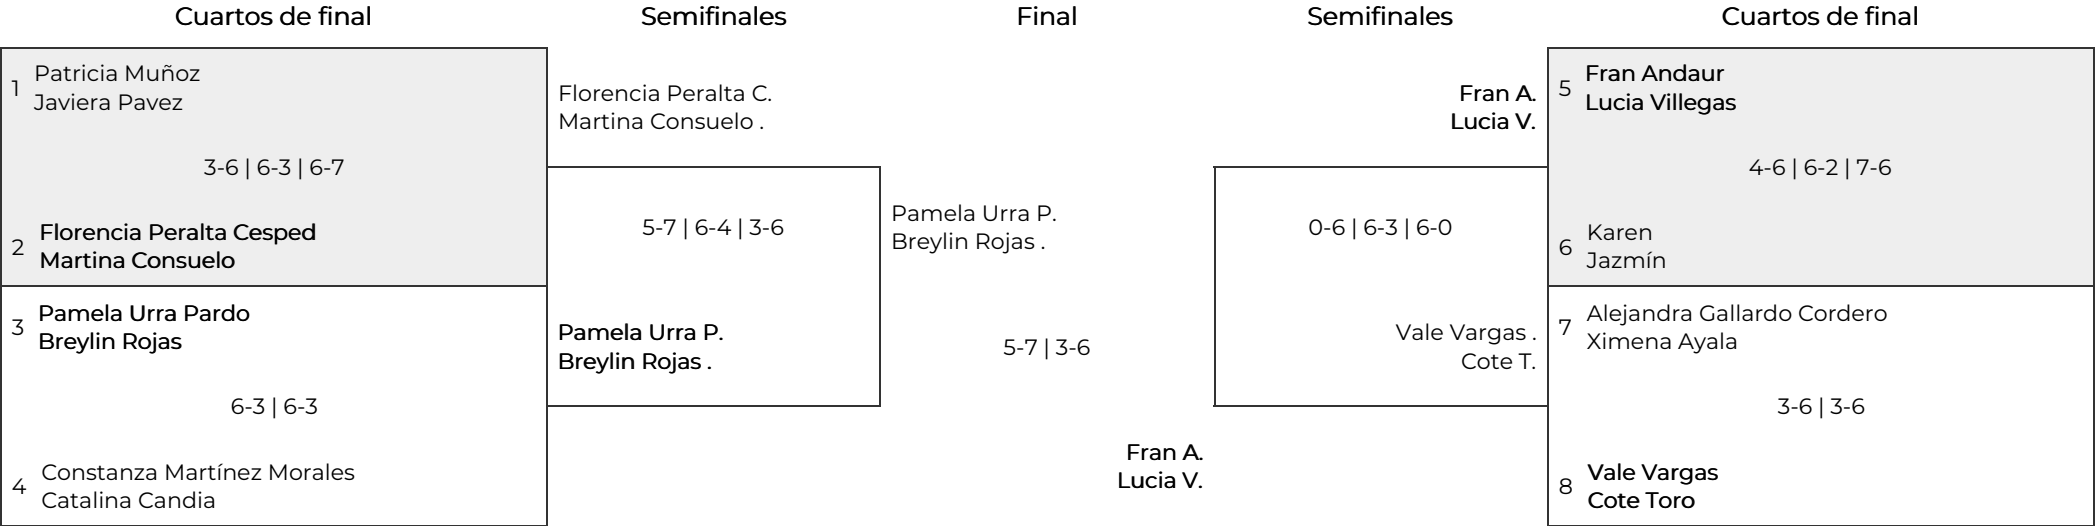 Cuartos de final
Semifinales
Final
Semifinales
Cuartos de final
1
Patricia Muñoz
Javiera Pavez
3-6 | 6-3 | 6-7
2
Florencia Peralta Cesped
Martina Consuelo
3
Pamela Urra Pardo
Breylin Rojas
6-3 | 6-3
4
Constanza Martínez Morales
Catalina Candia
Florencia Peralta C.
Martina Consuelo .
5-7 | 6-4 | 3-6
Pamela Urra P.
Breylin Rojas .
Pamela Urra P.
Breylin Rojas .
5-7 | 3-6
Fran A.
Lucia V.
Fran A.
Lucia V.
0-6 | 6-3 | 6-0
Vale Vargas .
Cote T.
5
Fran Andaur
Lucia Villegas
4-6 | 6-2 | 7-6
6
Karen
Jazmín
7
Alejandra Gallardo Cordero
Ximena Ayala
3-6 | 3-6
8
Vale Vargas
Cote Toro